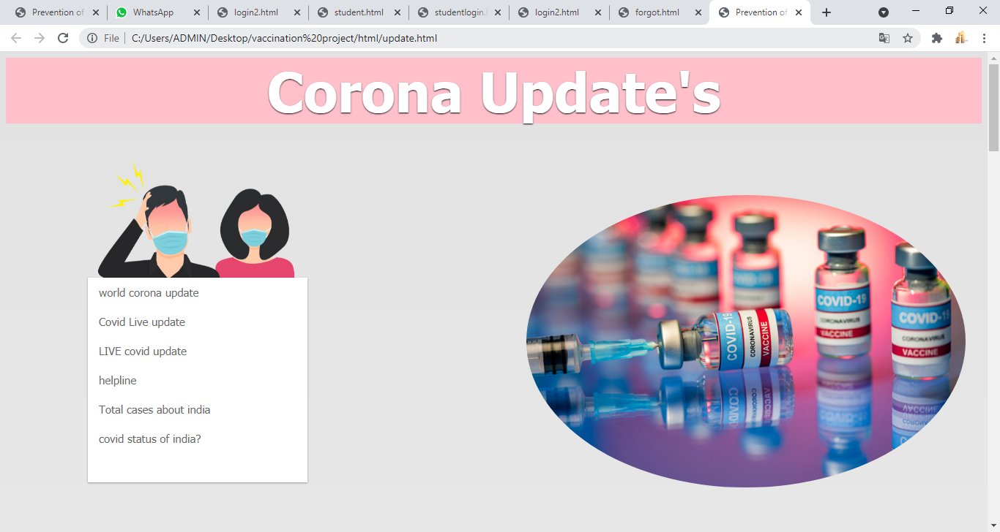 Prevention of
WhatsApp
login2.html
student.html
studentlogin.
login2.html
forgot.html
Prevention of
File
C:/Users/ADMIN/Desktop/vaccination%20project/html/update.html
Corona Update's
world corona update
Covid Live update
LIVE covid update
helpline
Total cases about india
covid status of india?
COVID-19
CORONAVIRUS
VACCINE
COVID-19
CORONAVIRUS
VACCINE
COVID-19
CORONAVIRUS
VACCINE